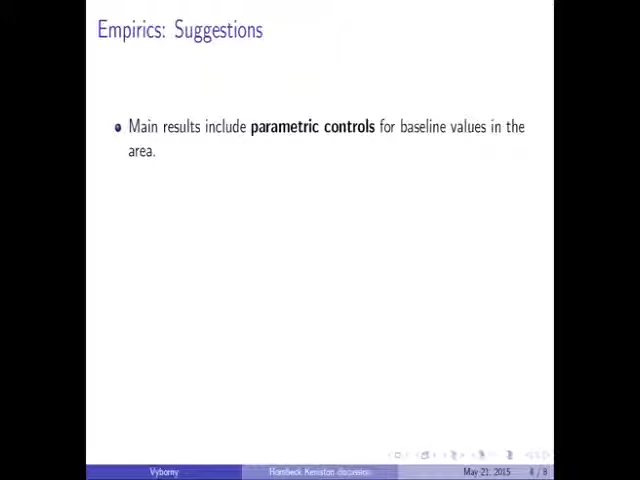 Empirics: Suggestions
Main results include parametric controls for baseline values in the
area.
Vyborny
Hornbeck Keniston discussion
May 21, 2015
8 / 8